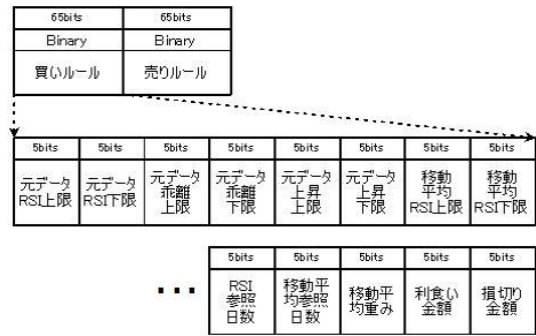 65bits 65bits
Binary Binary
買いルール 売りルール
5bits 5bits 5bits 5bits 5bits 5bits 5bits 5bits
元データ
RSI上限
元データ
RSI下限
元データ
乖離
上限
元データ
乖離
下限
元データ
上昇
上限
元データ
上昇
下限
移動
平均
RSI上限
移動
平均
RSI下限
5bits 5bits 5bits 5bits 5bits
...
RSI
参照
日数
移動平
均参照
日数
移動平
均重み
利食い
金額
損切り
金額